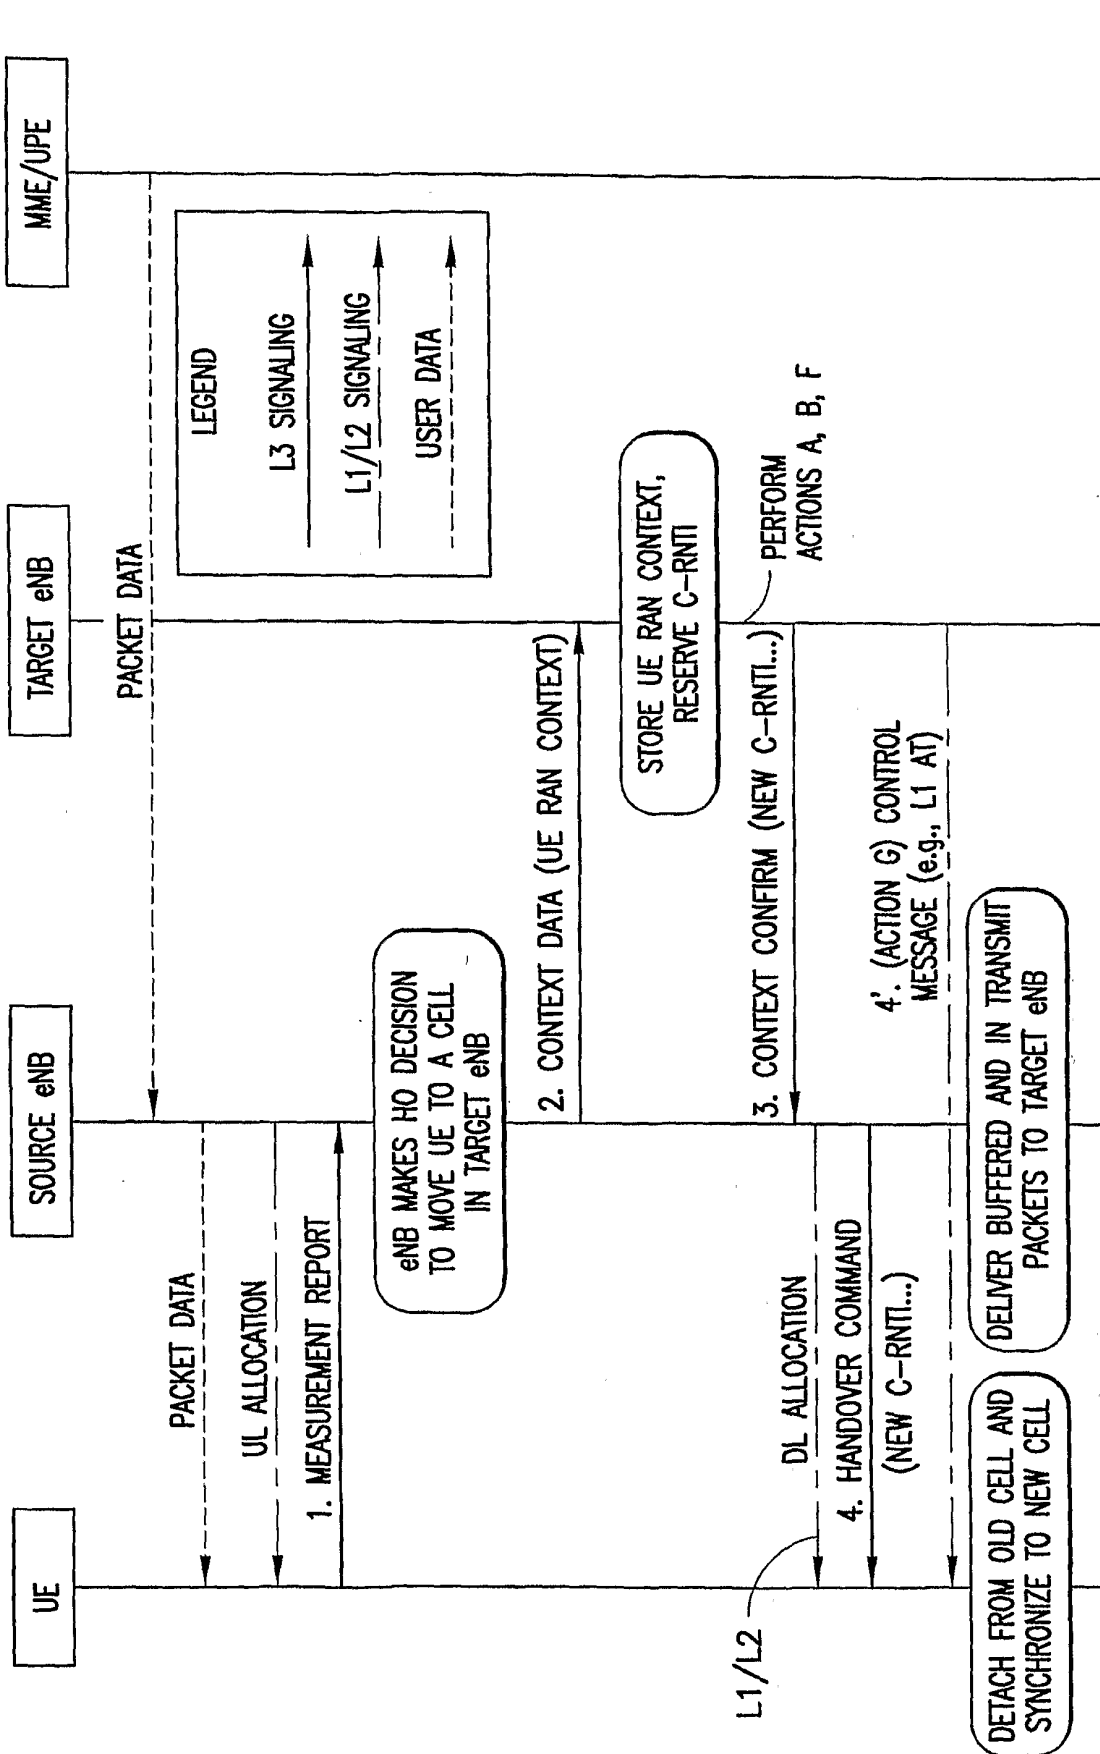 UE
SOURCE eNB
TARGET eNB
MME/UPE
PACKET DATA
PACKET DATA
LEGEND
L3 SIGNALING
L1/L2 SIGNALING
USER DATA
UL ALLOCATION
1. MEASUREMENT REPORT
eNB MAKES HO DECISION
TO MOVE UE TO A CELL
IN TARGET eNB
2. CONTEXT DATA (UE RAN CONTEXT)
STORE UE RAN CONTEXT,
RESERVE C-RNTI
PERFORM
ACTIONS A, B, F
3. CONTEXT CONFIRM (NEW C-RNTI...)
L1/L2
DL ALLOCATION
4. HANDOVER COMMAND
(NEW C-RNTI...)
4'. (ACTION G) CONTROL
MESSAGE (e.g., L1 AT)
DETACH FROM OLD CELL AND
SYNCHRONIZE TO NEW CELL
DELIVER BUFFERED AND IN TRANSMIT
PACKETS TO TARGET eNB